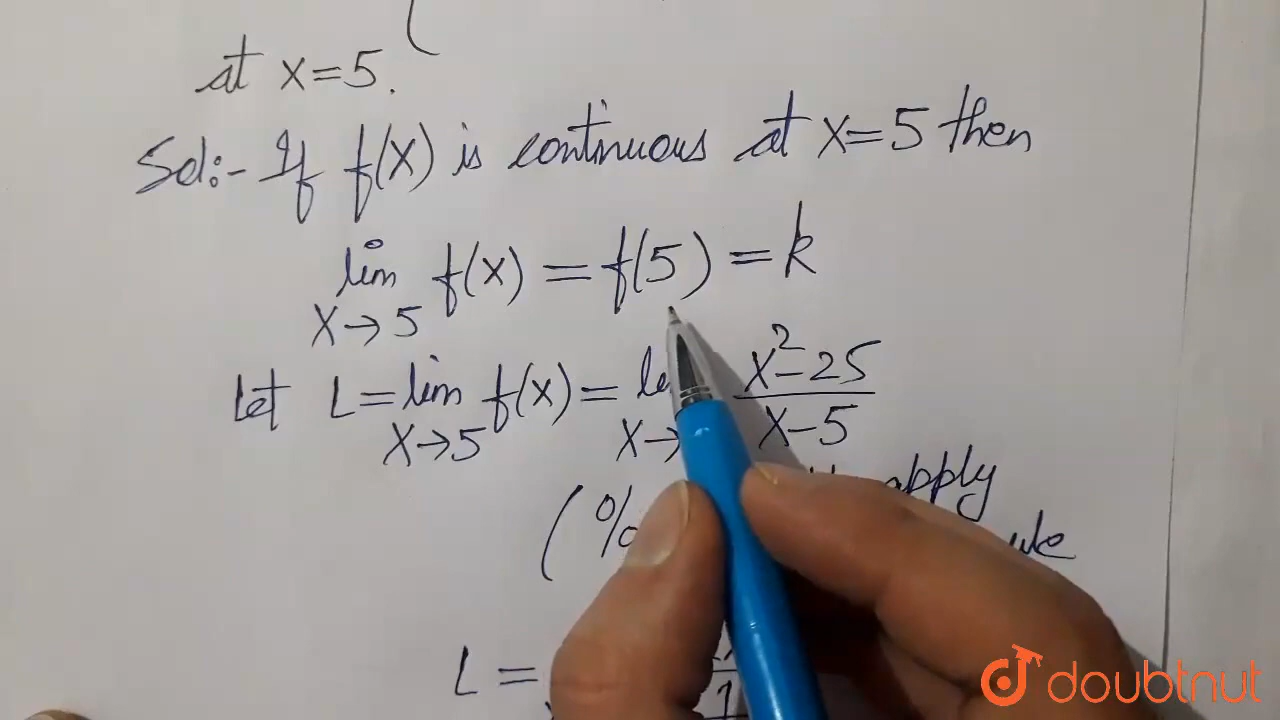 at x=5.
Sol:- If f(x) is continuous at x=5 then
lim f(x) = f(5) = k
x→5
Let L = lim f(x) = x²-25
x→5 x→ x-5
(% apply
L =
1
doubtnut